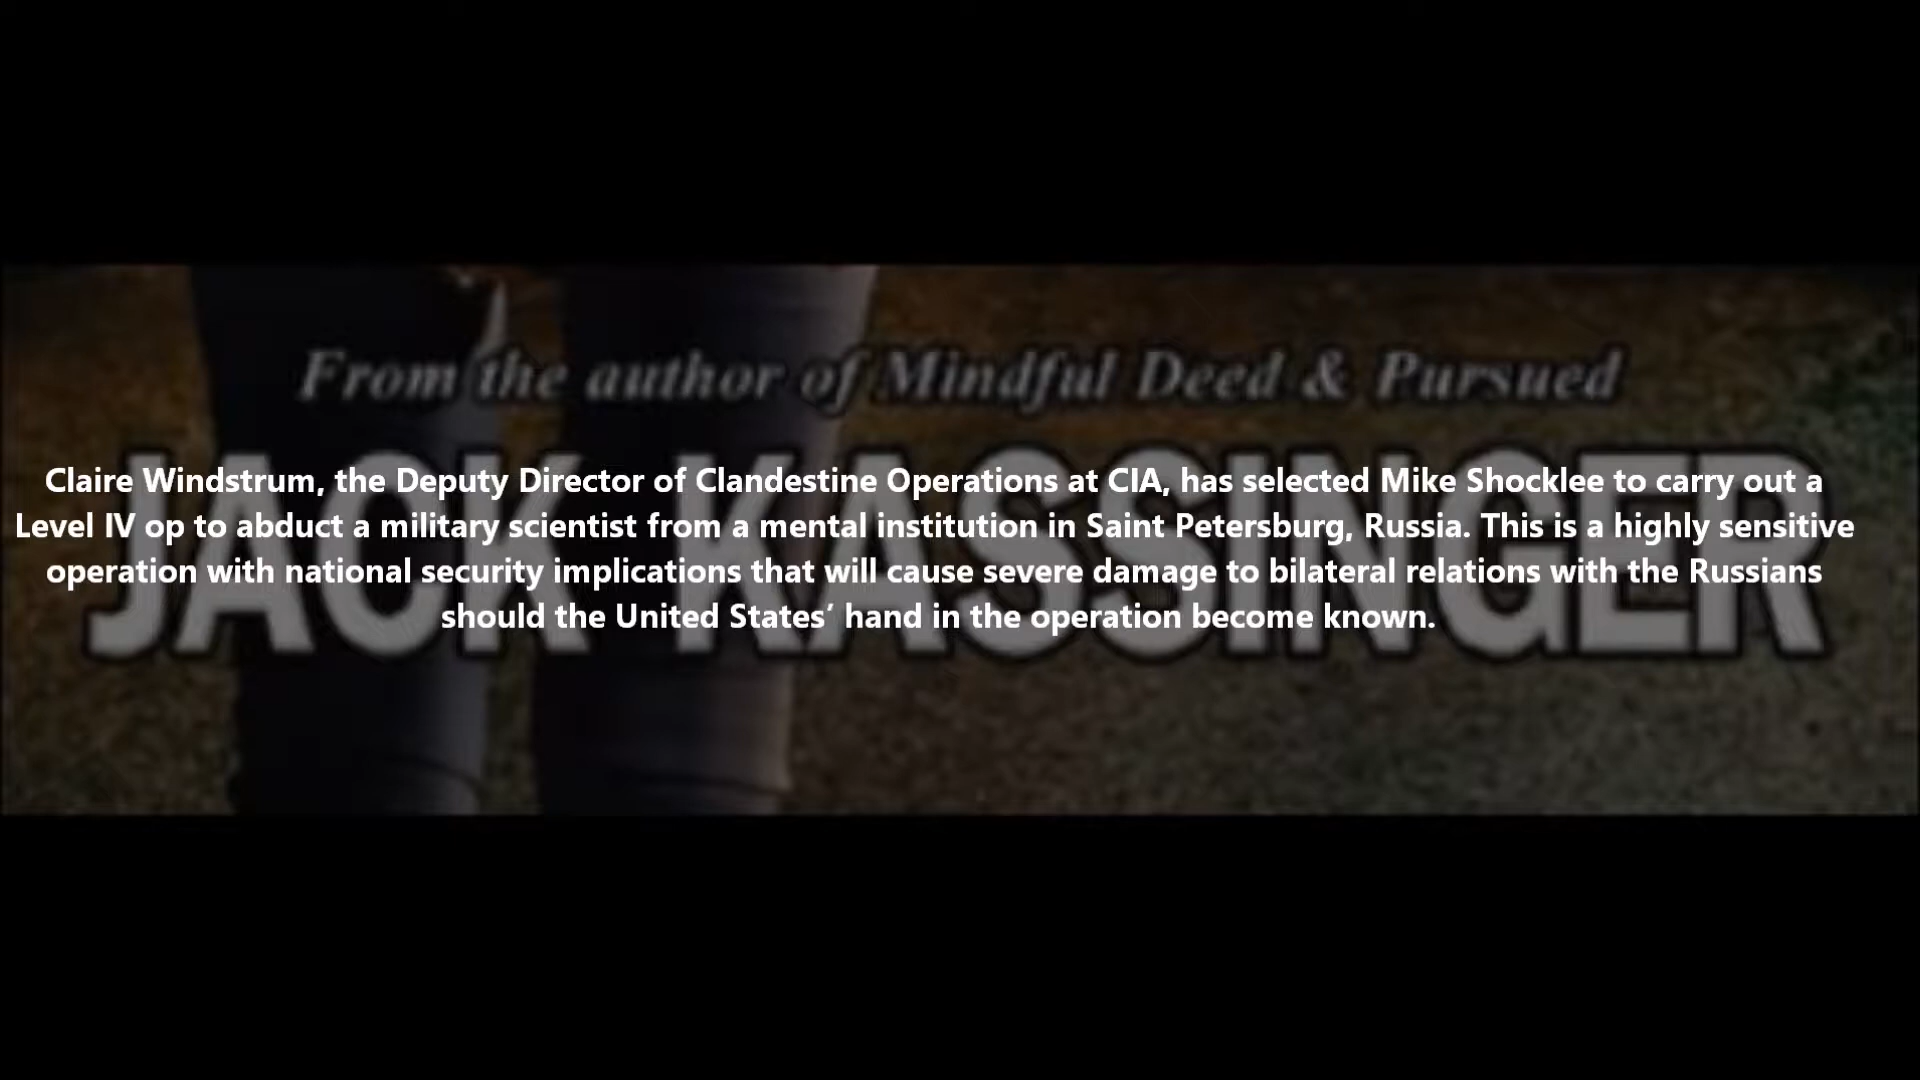 From the author of Mindful Deed & Pursued
JACK KASSINGER
Claire Windstrum, the Deputy Director of Clandestine Operations at CIA, has selected Mike Shocklee to carry out a
Level IV op to abduct a military scientist from a mental institution in Saint Petersburg, Russia. This is a highly sensitive
operation with national security implications that will cause severe damage to bilateral relations with the Russians
should the United States’ hand in the operation become known.